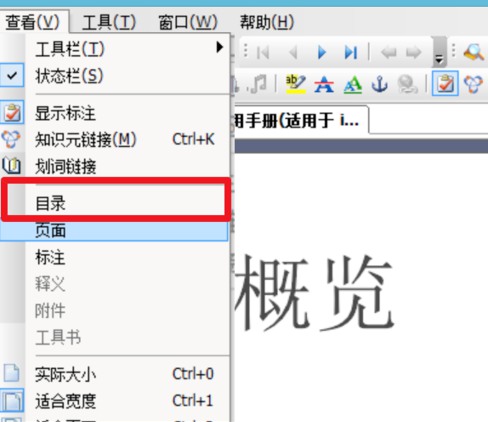 查看(V) 工具(T) 窗口(W) 帮助(H)
工具栏(T)
状态栏(S)
显示标注
用手册(适用于 i...
知识元链接(M) Ctrl+K
划词链接
目录
页面
概览
标注
释义
附件
工具书
实际大小 Ctrl+0
适合宽度 Ctrl+1